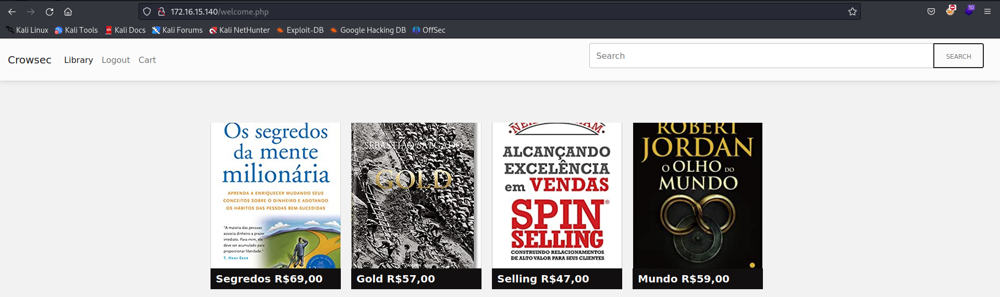 172.16.15.140/welcome.php
10
Kali Linux Kali Tools Kali Docs Kali Forums Kali NetHunter Exploit-DB Google Hacking DB OffSec
Crowsec Library Logout Cart Search SEARCH
Os segredos
da mente
milionária
APRENDA A ENRIQUECER MUDANDO SEUS
CONCEITOS SOBRE O DINHEIRO E ADOTANDO
OS HÁBITOS DAS PESSOAS BEM-SUCEDIDAS
"A maioria das pessoas
associa dinheiro a prazer
imediato. Para mim, ele
deve ser acumulado para
proporcionar liberdade."
T. HARV EKER
Segredos R$69,00
SEBASTIÃO SALGADO
GOLD
TASCHEN
Gold R$57,00
ALCANÇANDO
EXCELÊNCIA
em VENDAS
SPIN®
SELLING
CONSTRUINDO RELACIONAMENTOS
DE ALTO VALOR PARA SEUS CLIENTES
Selling R$47,00
ROBERT
JORDAN
O OLHO DO
MUNDO
Mundo R$59,00